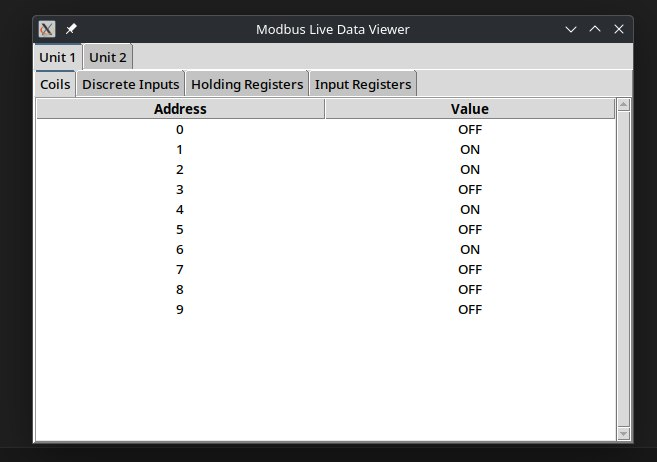 Modbus Live Data Viewer
Unit 1 Unit 2
Coils Discrete Inputs Holding Registers Input Registers
Address Value
0 OFF
1 ON
2 ON
3 OFF
4 ON
5 OFF
6 ON
7 OFF
8 OFF
9 OFF